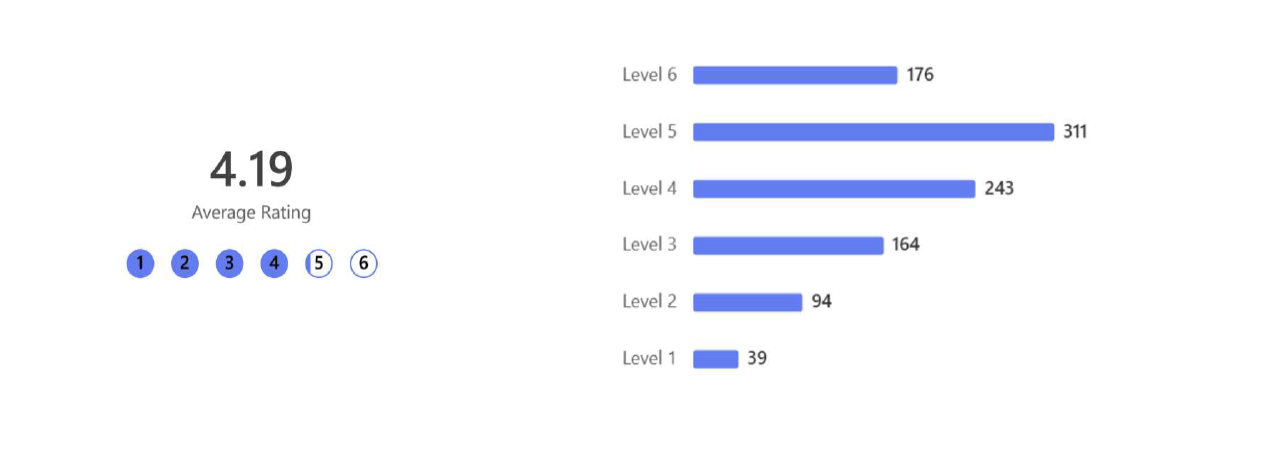 4.19
Average Rating
1 2 3 4 5 6
Level 6 176
Level 5 311
Level 4 243
Level 3 164
Level 2 94
Level 1 39